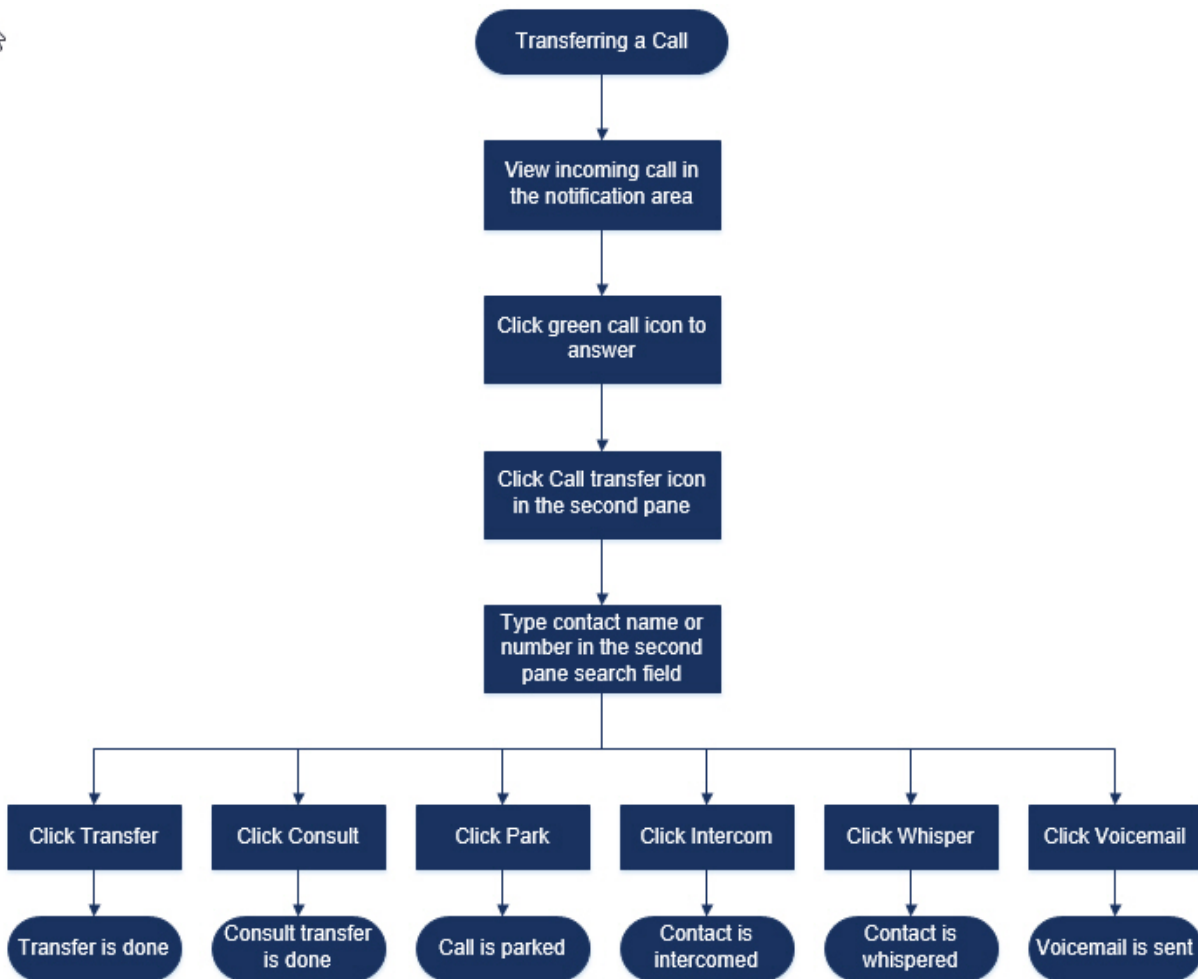 Transferring a Call
View incoming call in
the notification area
Click green call icon to
answer
Click Call transfer icon
in the second pane
Type contact name or
number in the second
pane search field
Click Transfer
Click Consult
Click Park
Click Intercom
Click Whisper
Click Voicemail
Transfer is done
Consult transfer
is done
Call is parked
Contact is
intercomed
Contact is
whispered
Voicemail is sent